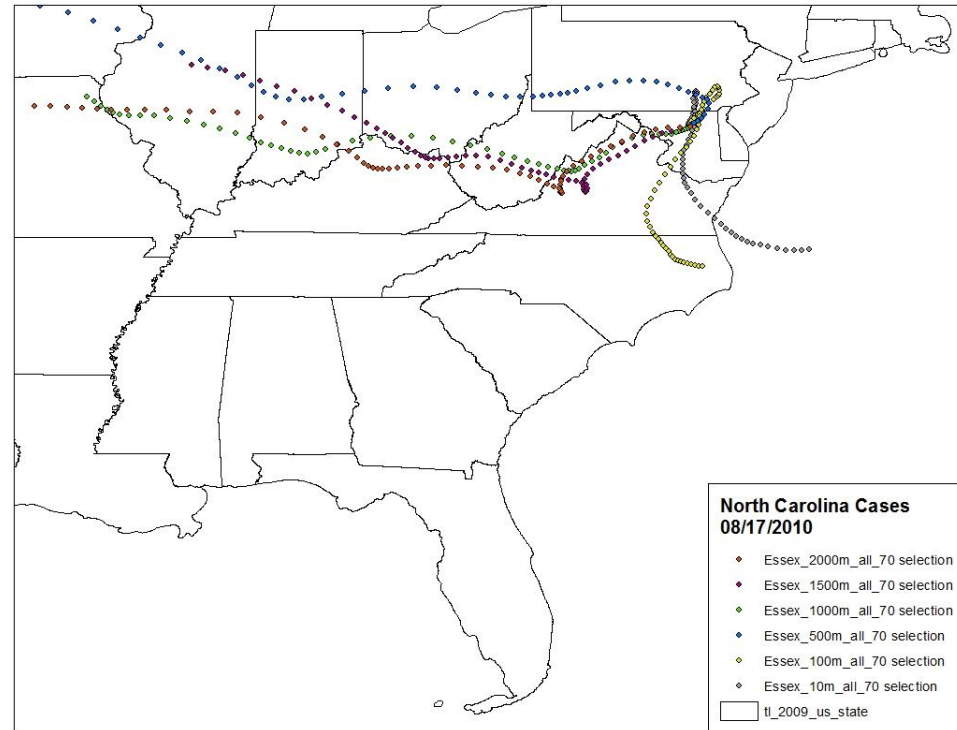 North Carolina Cases
08/17/2010
Essex_2000m_all_70 selection
Essex_1500m_all_70 selection
Essex_1000m_all_70 selection
Essex_500m_all_70 selection
Essex_100m_all_70 selection
Essex_10m_all_70 selection
tl_2009_us_state